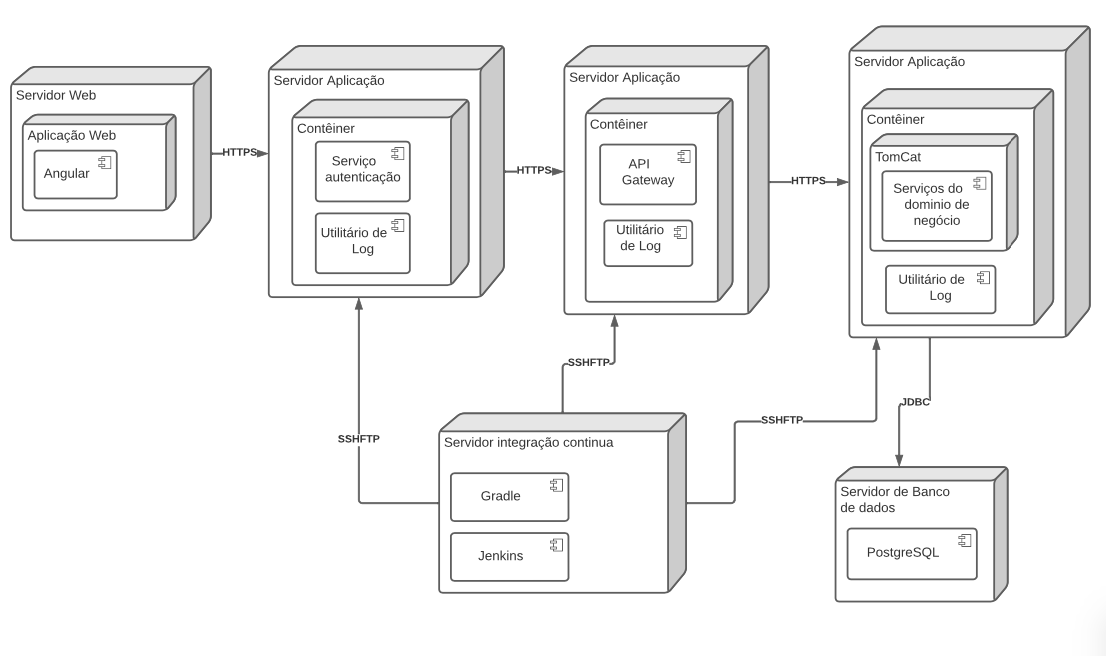 Servidor Web
Aplicação Web
Angular
HTTPS
Servidor Aplicação
Contêiner
Serviço
autenticação
Utilitário de
Log
HTTPS
Servidor Aplicação
Contêiner
API
Gateway
Utilitário
de Log
HTTPS
Servidor Aplicação
Contêiner
TomCat
Serviços do
dominio de
negócio
Utilitário de
Log
SSHFTP
SSHFTP
SSHFTP
JDBC
Servidor integração continua
Gradle
Jenkins
Servidor de Banco
de dados
PostgreSQL